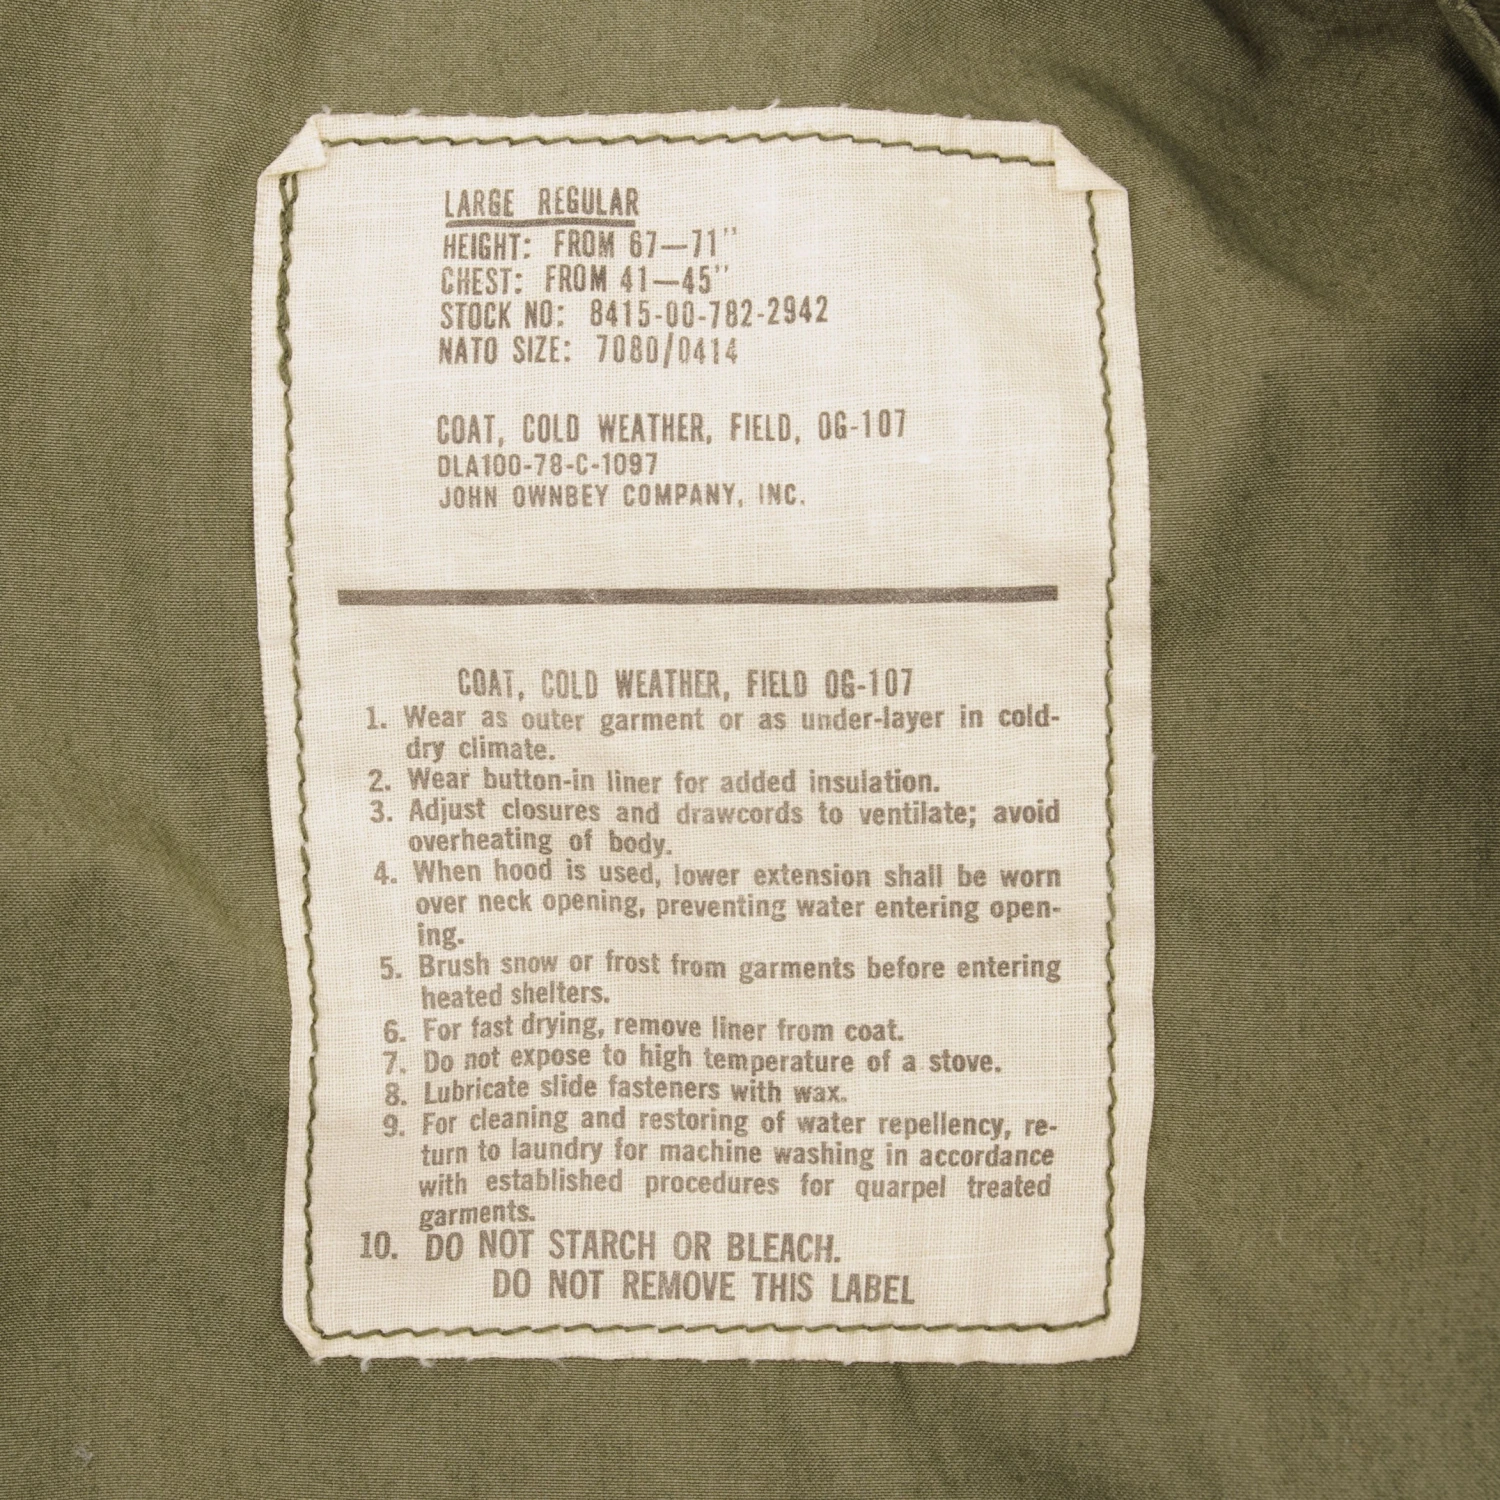 LARGE REGULAR
HEIGHT: FROM 67—71"
CHEST: FROM 41—45"
STOCK NO: 8415-00-782-2942
NATO SIZE: 7080/0414
COAT, COLD WEATHER, FIELD, OG-107
DLA100-78-C-1097
JOHN OWNBEY COMPANY, INC.
COAT, COLD WEATHER, FIELD OG-107
1. Wear as outer garment or as under-layer in cold-
dry climate.
2. Wear button-in liner for added insulation.
3. Adjust closures and drawcords to ventilate; avoid
overheating of body.
4. When hood is used, lower extension shall be worn
over neck opening, preventing water entering open-
ing.
5. Brush snow or frost from garments before entering
heated shelters.
6. For fast drying, remove liner from coat.
7. Do not expose to high temperature of a stove.
8. Lubricate slide fasteners with wax.
9. For cleaning and restoring of water repellency, re-
turn to laundry for machine washing in accordance
with established procedures for quarpel treated
garments.
10. DO NOT STARCH OR BLEACH.
DO NOT REMOVE THIS LABEL